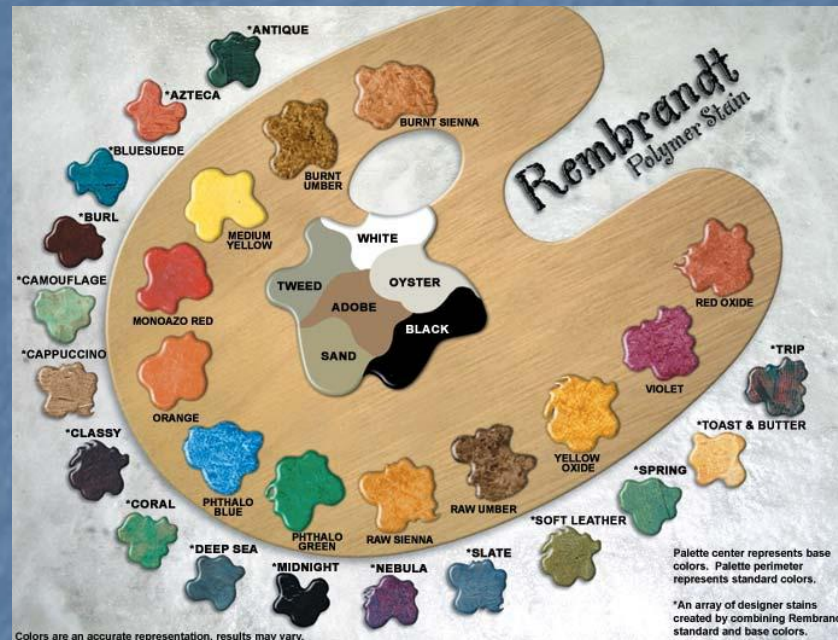 Rembrandt
Polymer Stain
*ANTIQUE
*AZTECA
*BLUESUEDE
*BURL
*CAMOUFLAGE
*CAPPUCCINO
*CLASSY
*CORAL
*DEEP SEA
*MIDNIGHT
*NEBULA
*SLATE
*SOFT LEATHER
*SPRING
*TOAST & BUTTER
*TRIP
BURNT SIENNA
BURNT
UMBER
MEDIUM
YELLOW
MONOAZO RED
ORANGE
PHTHALO
BLUE
PHTHALO
GREEN
RAW SIENNA
RAW UMBER
YELLOW
OXIDE
VIOLET
RED OXIDE
WHITE
TWEED
OYSTER
ADOBE
BLACK
SAND
Palette center represents base
colors. Palette perimeter
represents standard colors.
*An array of designer stains
created by combining Rembran
standard and base colors.
Colors are an accurate representation, results may vary.